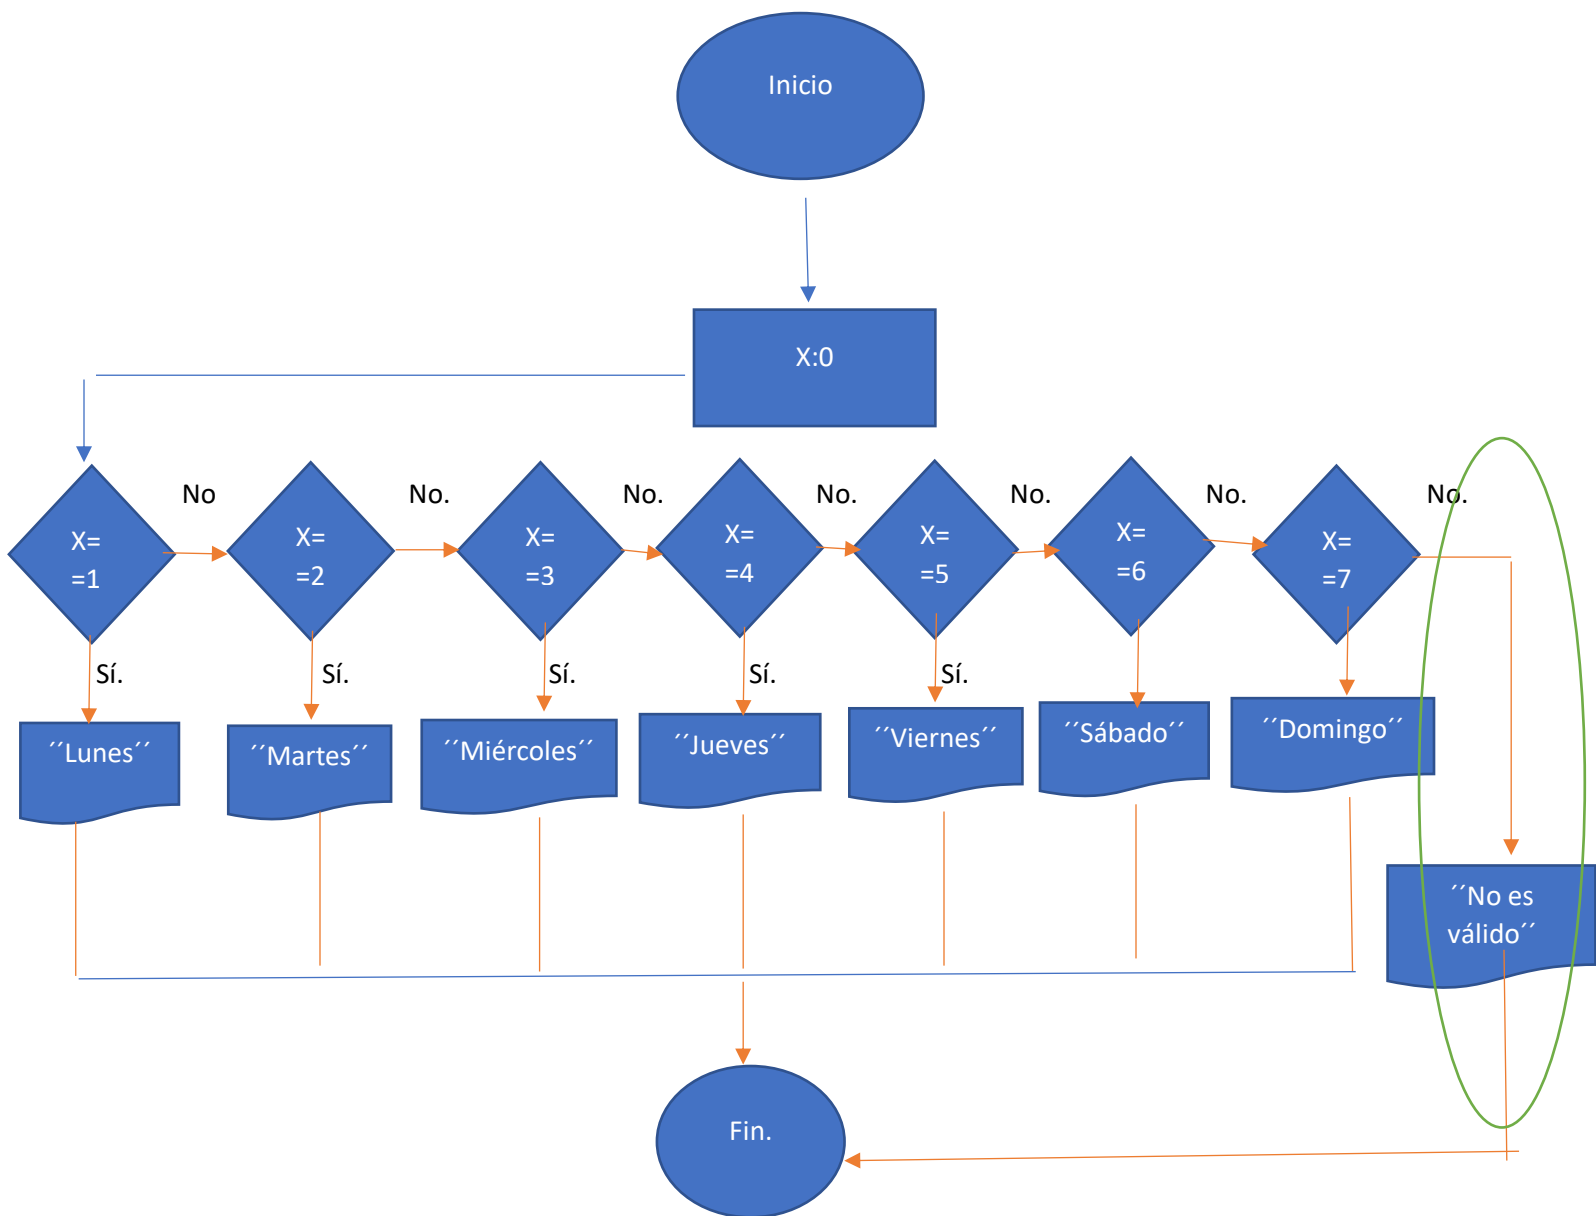 Inicio
X:0
No
No.
No.
No.
No.
No.
No.
X=
=1
X=
=2
X=
=3
X=
=4
X=
=5
X=
=6
X=
=7
Sí.
Sí.
Sí.
Sí.
Sí.
´´Lunes´´
´´Martes´´
´´Miércoles´´
´´Jueves´´
´´Viernes´´
´´Sábado´´
´´Domingo´´
´´No es
válido´´
Fin.